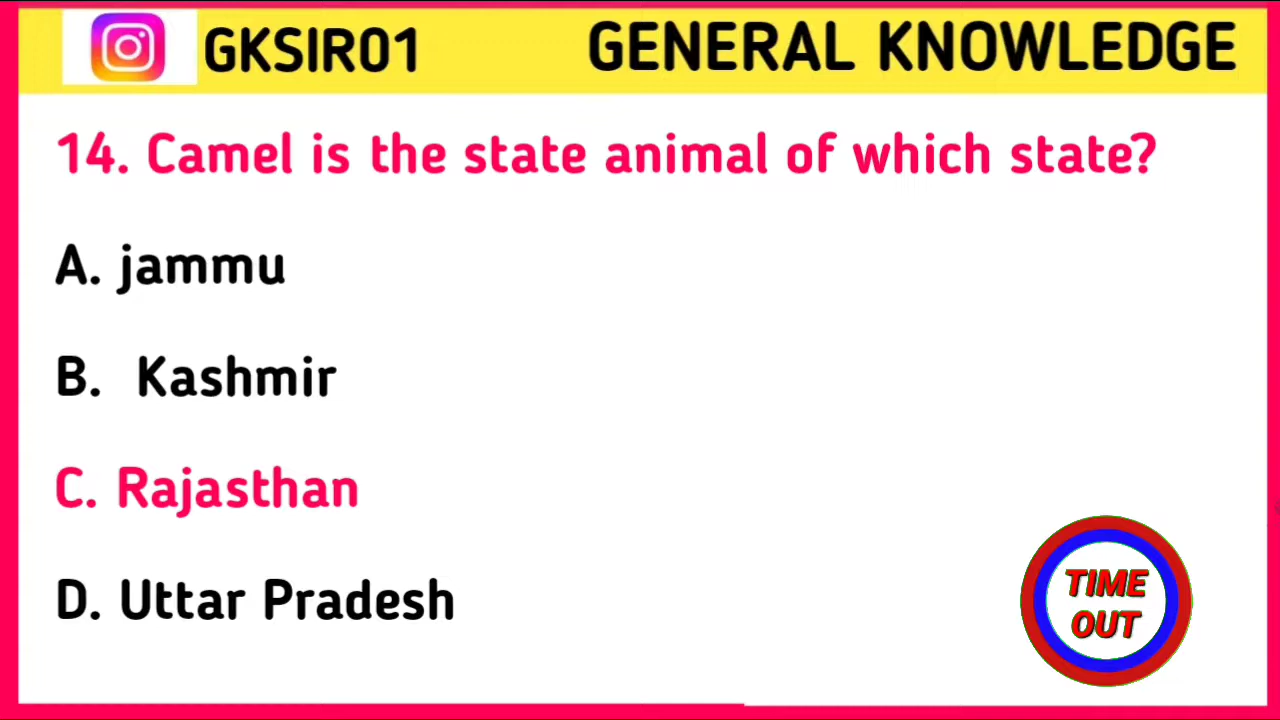 GKSIR01 GENERAL KNOWLEDGE
14. Camel is the state animal of which state?
A. jammu
B. Kashmir
C. Rajasthan
D. Uttar Pradesh
TIME
OUT